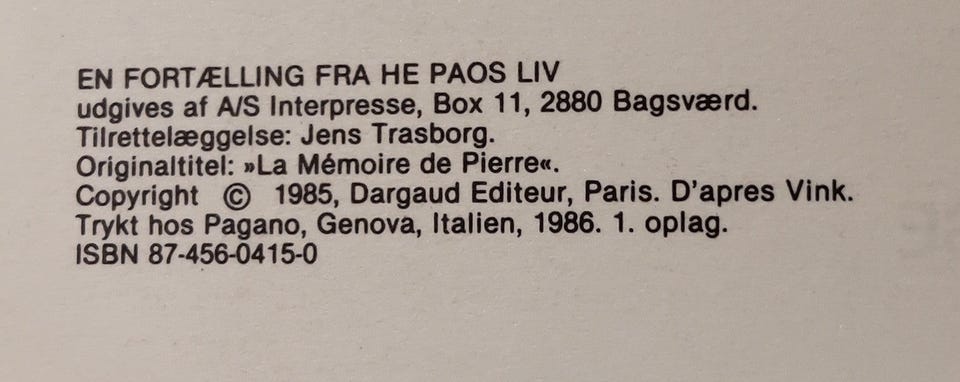 EN FORTÆLLING FRA HE PAOS LIV
udgives af A/S Interpresse, Box 11, 2880 Bagsværd.
Tilrettelæggelse: Jens Trasborg.
Originaltitel: »La Mémoire de Pierre«.
Copyright © 1985, Dargaud Editeur, Paris. D'apres Vink.
Trykt hos Pagano, Genova, Italien, 1986. 1. oplag.
ISBN 87-456-0415-0